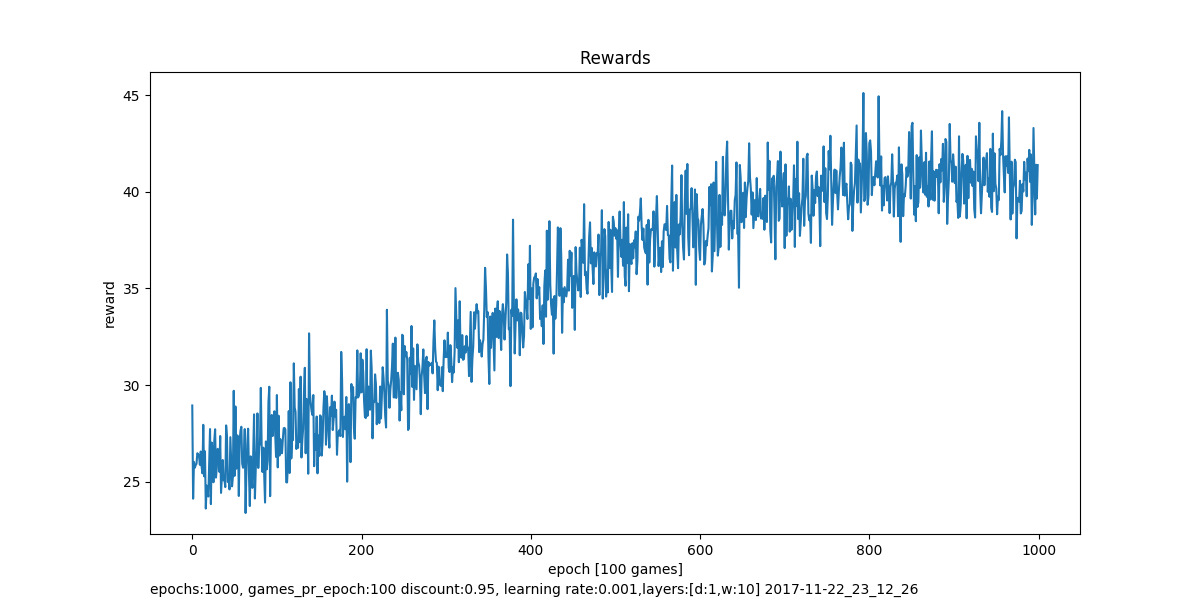 Rewards
45
40
35
30
25
reward
0 200 400 600 800 1000
epoch [100 games]
epochs:1000, games_pr_epoch:100 discount:0.95, learning rate:0.001,layers:[d:1,w:10] 2017-11-22_23_12_26